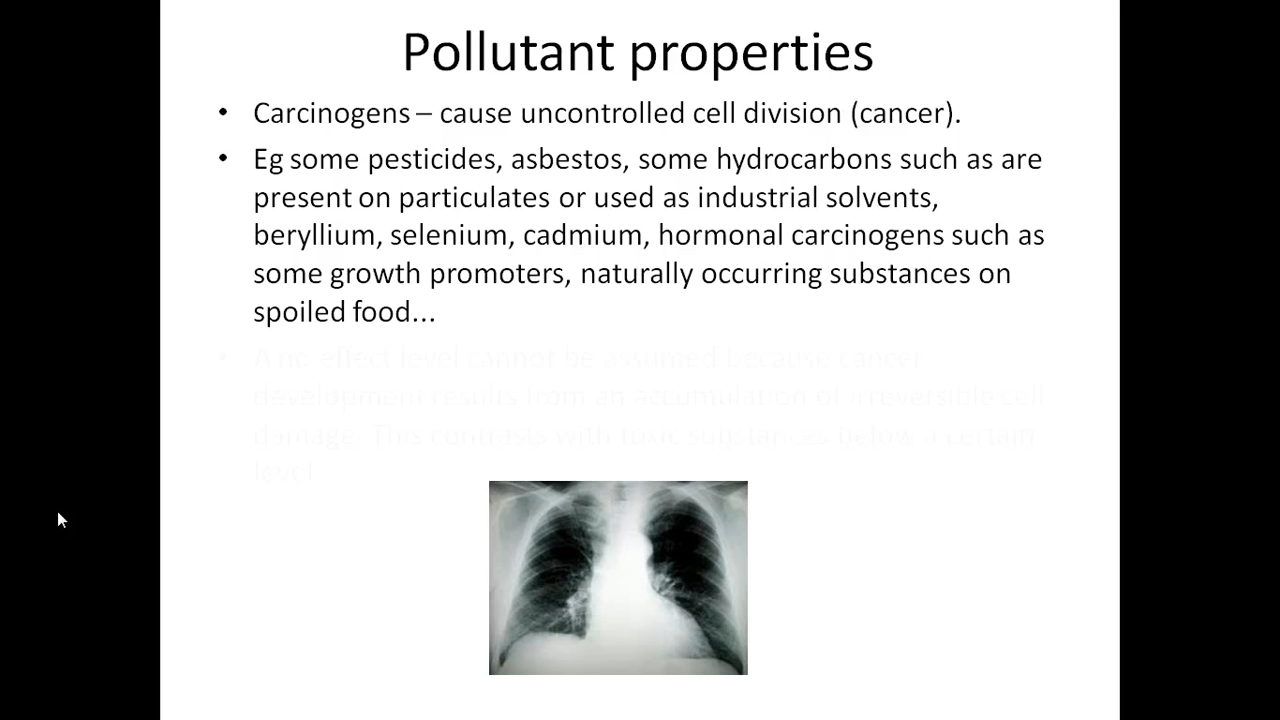 Pollutant properties
• Carcinogens – cause uncontrolled cell division (cancer).
• Eg some pesticides, asbestos, some hydrocarbons such as are
present on particulates or used as industrial solvents,
beryllium, selenium, cadmium, hormonal carcinogens such as
some growth promoters, naturally occurring substances on
spoiled food...
• A no effect level cannot be assumed because cancer
development results from an accumulation of irreversible cell
damage. This contrasts with toxic substances below a certain
level